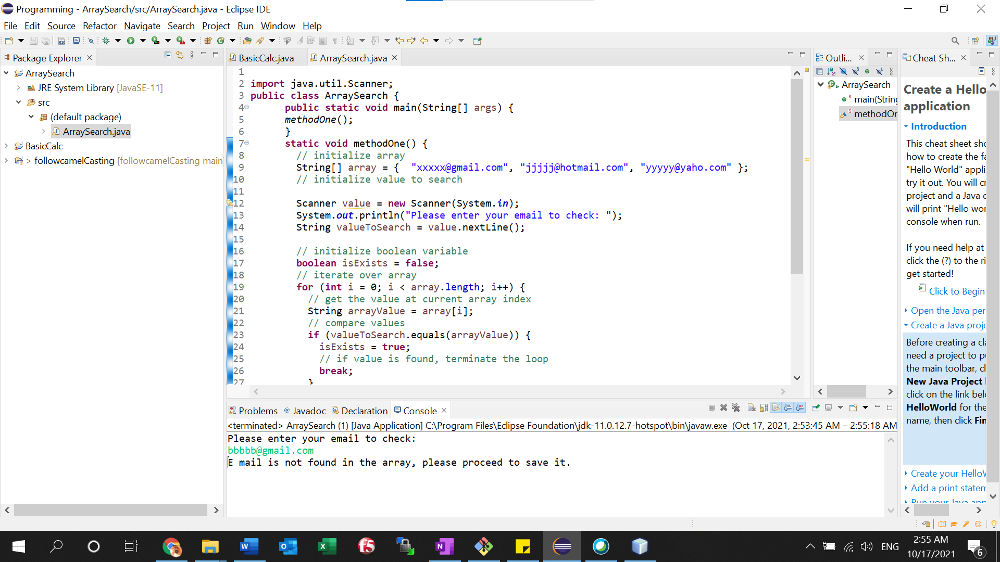 Programming - ArraySearch/src/ArraySearch.java - Eclipse IDE
File Edit Source Refactor Navigate Search Project Run Window Help
Package Explorer
ArraySearch
JRE System Library [JavaSE-11]
src
(default package)
ArraySearch.java
BasicCalc
> followcamelCasting [followcamelCasting main]
BasicCalc.java
ArraySearch.java
1
2 import java.util.Scanner;
3 public class ArraySearch {
4 public static void main(String[] args) {
5 methodOne();
6 }
7 static void methodOne() {
8 // initialize array
9 String[] array = {  "xxxxx@gmail.com", "jjjjj@hotmail.com", "yyyyy@yaho.com" };
10 // initialize value to search
11
12 Scanner value = new Scanner(System.in);
13 System.out.println("Please enter your email to check: ");
14 String valueToSearch = value.nextLine();
15
16 // initialize boolean variable
17 boolean isExists = false;
18 // iterate over array
19 for (int i = 0; i < array.length; i++) {
20 // get the value at current array index
21 String arrayValue = array[i];
22 // compare values
23 if (valueToSearch.equals(arrayValue)) {
24 isExists = true;
25 // if value is found, terminate the loop
26 break;
27 }
Outli...
ArraySearch
main(String
methodOn
Cheat Sh...
Create a Hello
application
Introduction
This cheat sheet sho
how to create the fa
"Hello World" appli
try it out. You will cr
project and a Java c
will print "Hello wor
console when run.
If you need help at
click the (?) to the ri
get started!
Click to Begin
Open the Java per
Create a Java proje
Before creating a cla
need a project to pu
the main toolbar, cl
New Java Project
click on the link belo
HelloWorld for the
name, then click Fin
Create your HelloW
Add a print statem
Run your Java app
Problems
@ Javadoc
Declaration
Console
<terminated> ArraySearch (1) [Java Application] C:\Program Files\Eclipse Foundation\jdk-11.0.12.7-hotspot\bin\javaw.exe (Oct 17, 2021, 2:53:45 AM – 2:55:18 AM
Please enter your email to check:
bbbbb@gmail.com
E mail is not found in the array, please proceed to save it.
ENG
2:55 AM
10/17/2021
6